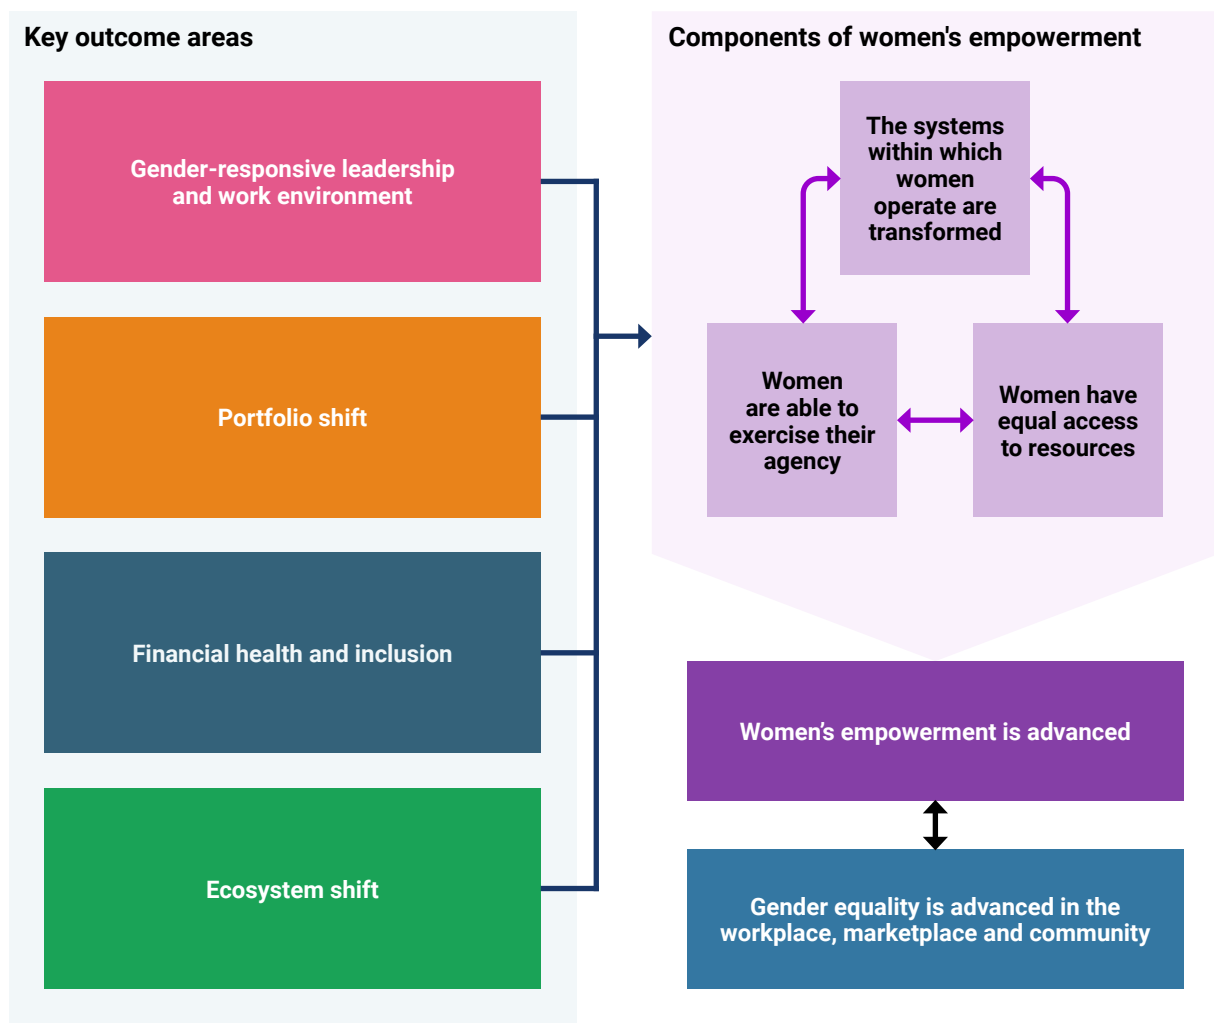 Key outcome areas
Gender-responsive leadership
and work environment
Portfolio shift
Financial health and inclusion
Ecosystem shift
Components of women's empowerment
The systems
within which
women
operate are
transformed
Women
are able to
exercise their
agency
Women have
equal access
to resources
Women’s empowerment is advanced
Gender equality is advanced in the
workplace, marketplace and community